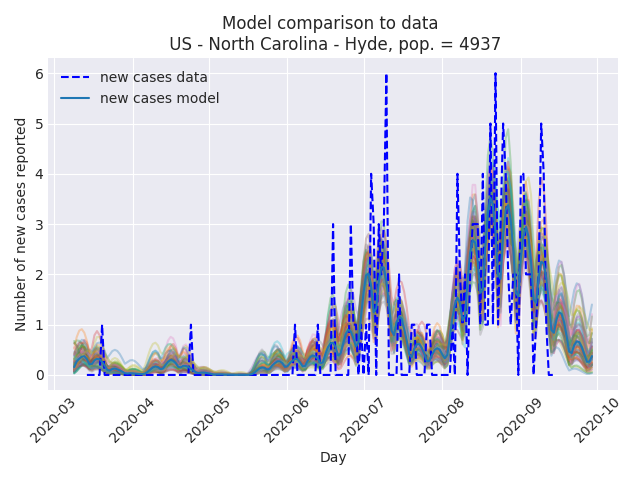 Model comparison to data
US - North Carolina - Hyde, pop. = 4937
new cases data
new cases model
Number of new cases reported
6
5
4
3
2
1
0
2020-03
2020-04
2020-05
2020-06
2020-07
2020-08
2020-09
2020-10
Day